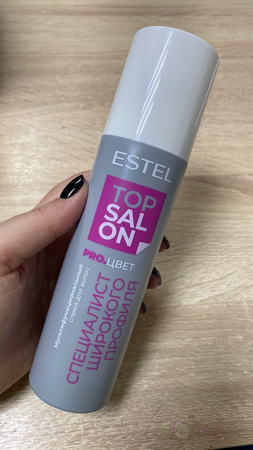 ESTEL
TOP
SAL
ON
PRO.ЦВЕТ
Мультифункциональный
спрей для волос
СПЕЦИАЛИСТ
ШИРОКОГО
ПРОФИЛЯ